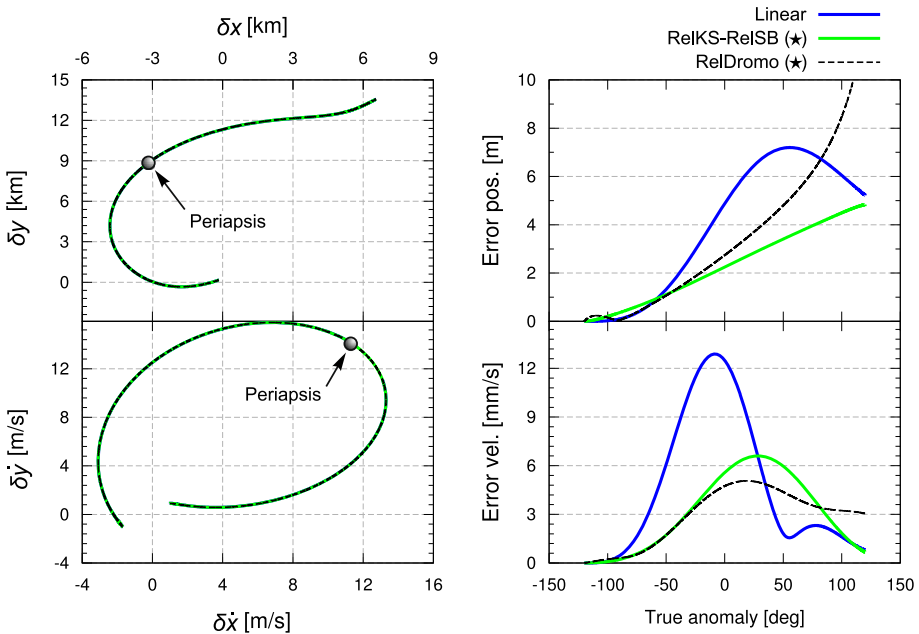 δx [km]
-6 -3 0 3 6 9 12
15
12
9
6
3
0
δy [km]
Periapsis
12
8
4
0
-4
δẏ [m/s]
Periapsis
-4 0 4 8 12 16
δẋ [m/s]
Linear
RelKS-RelSB (★)
RelDromo (★)
10
8
6
4
2
0
Error pos. [m]
12
9
6
3
0
Error vel. [mm/s]
-150 -100 -50 0 50 100 150
True anomaly [deg]